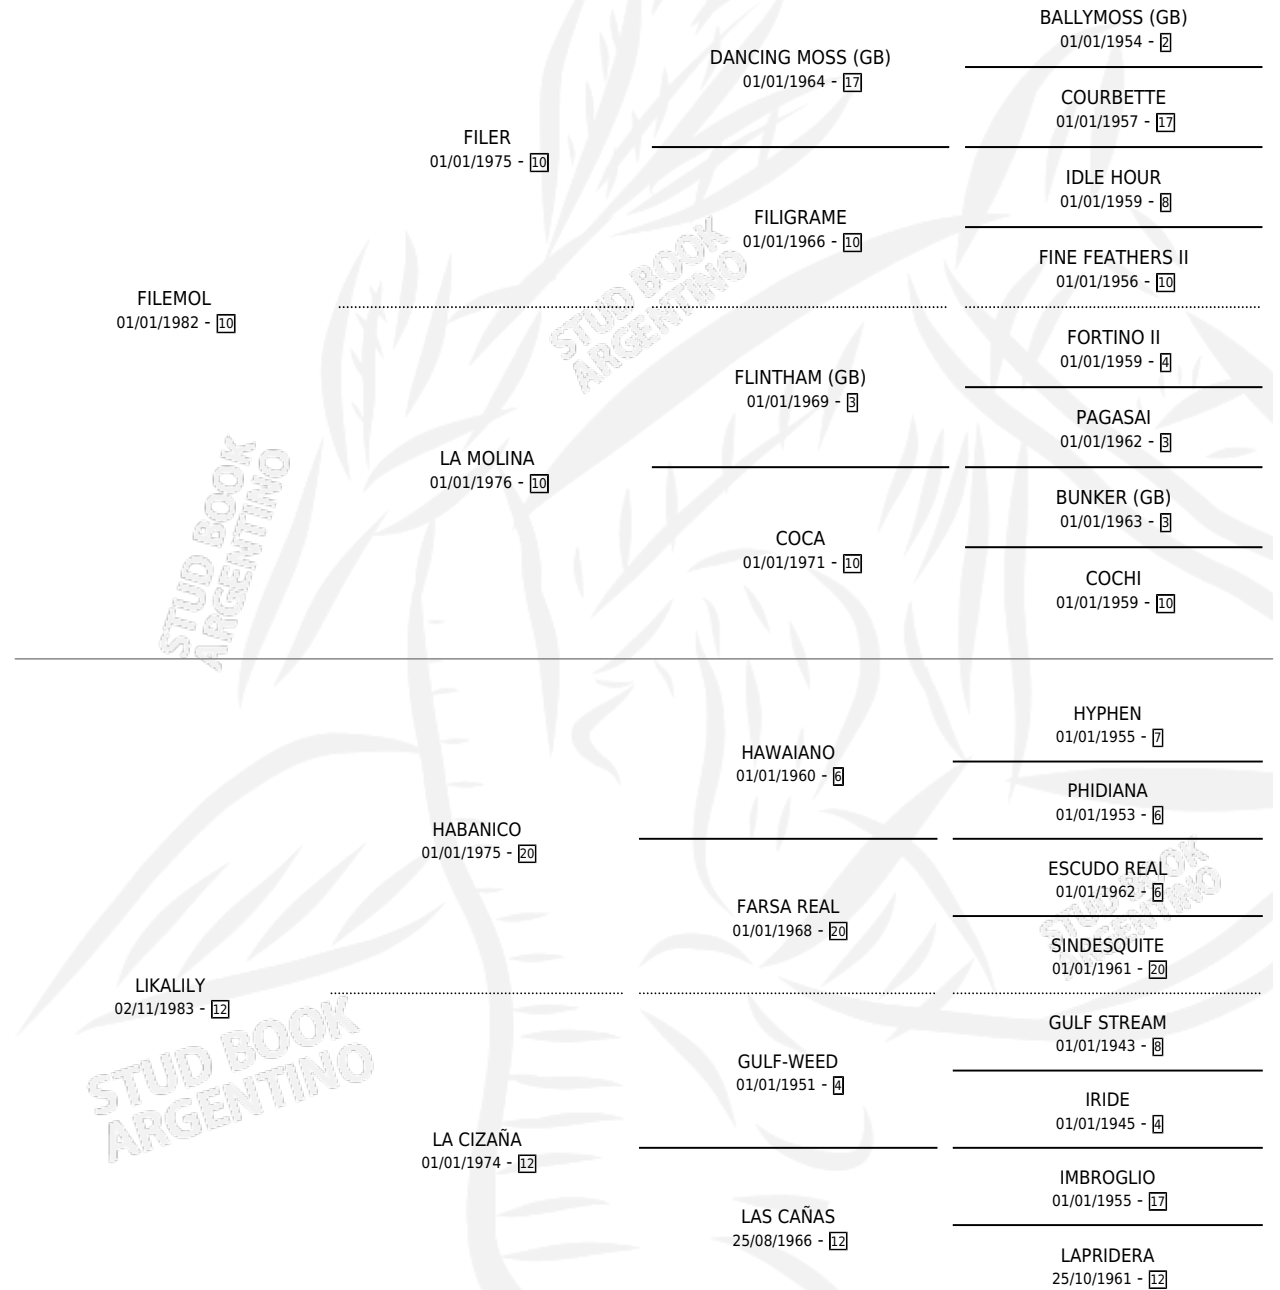 BALLYMOSS (GB)
01/01/1954 - 2
DANCING MOSS (GB)
01/01/1964 - 17
COURBETTE
01/01/1957 - 17
FILER
01/01/1975 - 10
IDLE HOUR
01/01/1959 - 8
FILIGRAME
01/01/1966 - 10
FINE FEATHERS II
01/01/1956 - 10
FILEMOL
01/01/1982 - 10
STUD BOOK
ARGENTINO
FORTINO II
01/01/1959 - 4
FLINTHAM (GB)
01/01/1969 - 3
PAGASAI
01/01/1962 - 3
LA MOLINA
01/01/1976 - 10
BUNKER (GB)
01/01/1963 - 3
COCA
01/01/1971 - 10
COCHI
01/01/1959 - 10
STUD BOOK
ARGENTINO
HYPHEN
01/01/1955 - 7
HAWAIANO
01/01/1960 - 6
PHIDIANA
01/01/1953 - 6
HABANICO
01/01/1975 - 20
ESCUDO REAL
01/01/1962 - 6
FARSA REAL
01/01/1968 - 20
STUD BOOK
ARGENTINO
SINDESQUITE
01/01/1961 - 20
LIKALILY
02/11/1983 - 12
GULF STREAM
01/01/1943 - 8
GULF-WEED
01/01/1951 - 4
IRIDE
01/01/1945 - 4
STUD BOOK
ARGENTINO
LA CIZAÑA
01/01/1974 - 12
IMBROGLIO
01/01/1955 - 17
LAS CAÑAS
25/08/1966 - 12
LAPRIDERA
25/10/1961 - 12